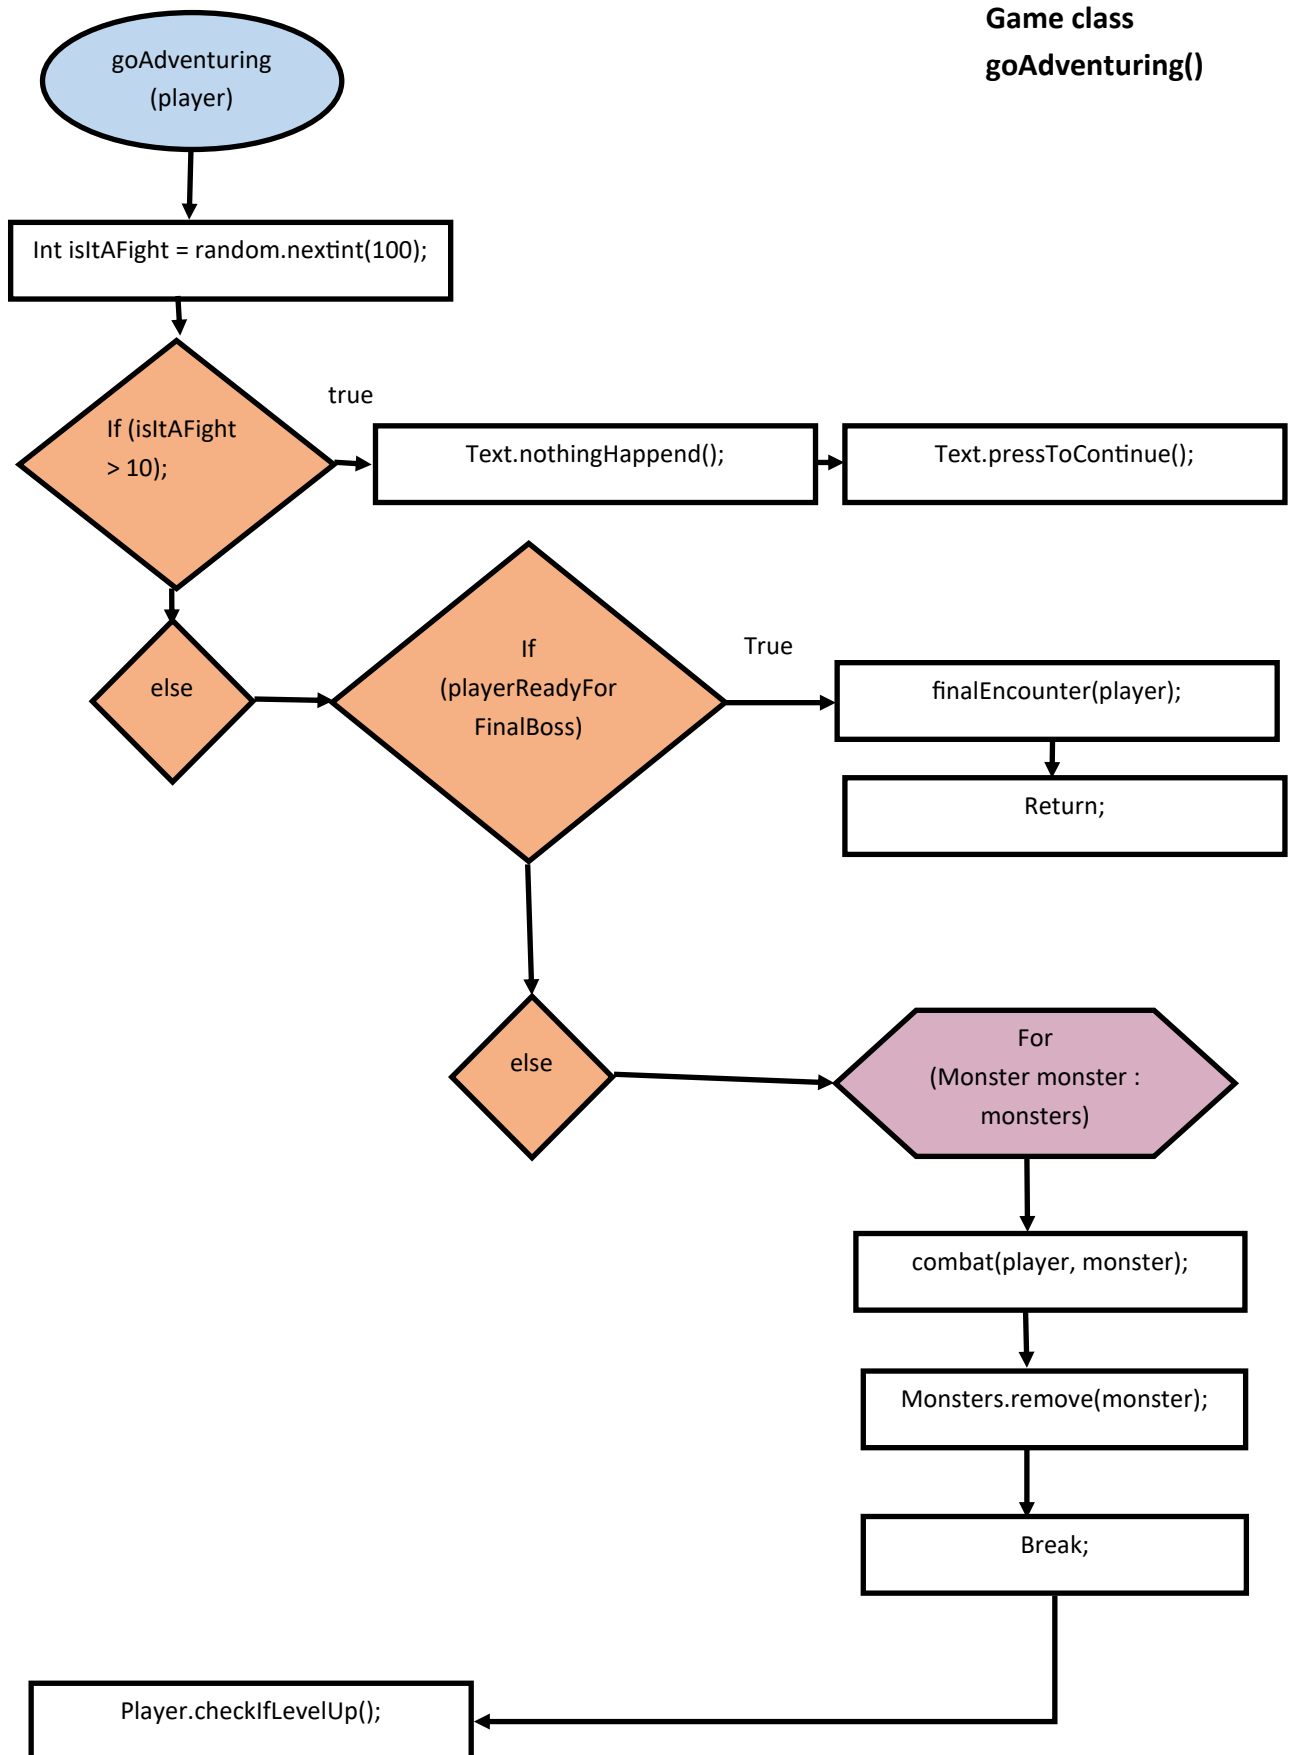 Game class
goAdventuring()
goAdventuring
(player)
Int isItAFight = random.nextint(100);
If (isItAFight
> 10);
true
Text.nothingHappend();
Text.pressToContinue();
else
If
(playerReadyFor
FinalBoss)
True
finalEncounter(player);
Return;
else
For
(Monster monster :
monsters)
combat(player, monster);
Monsters.remove(monster);
Break;
Player.checkIfLevelUp();